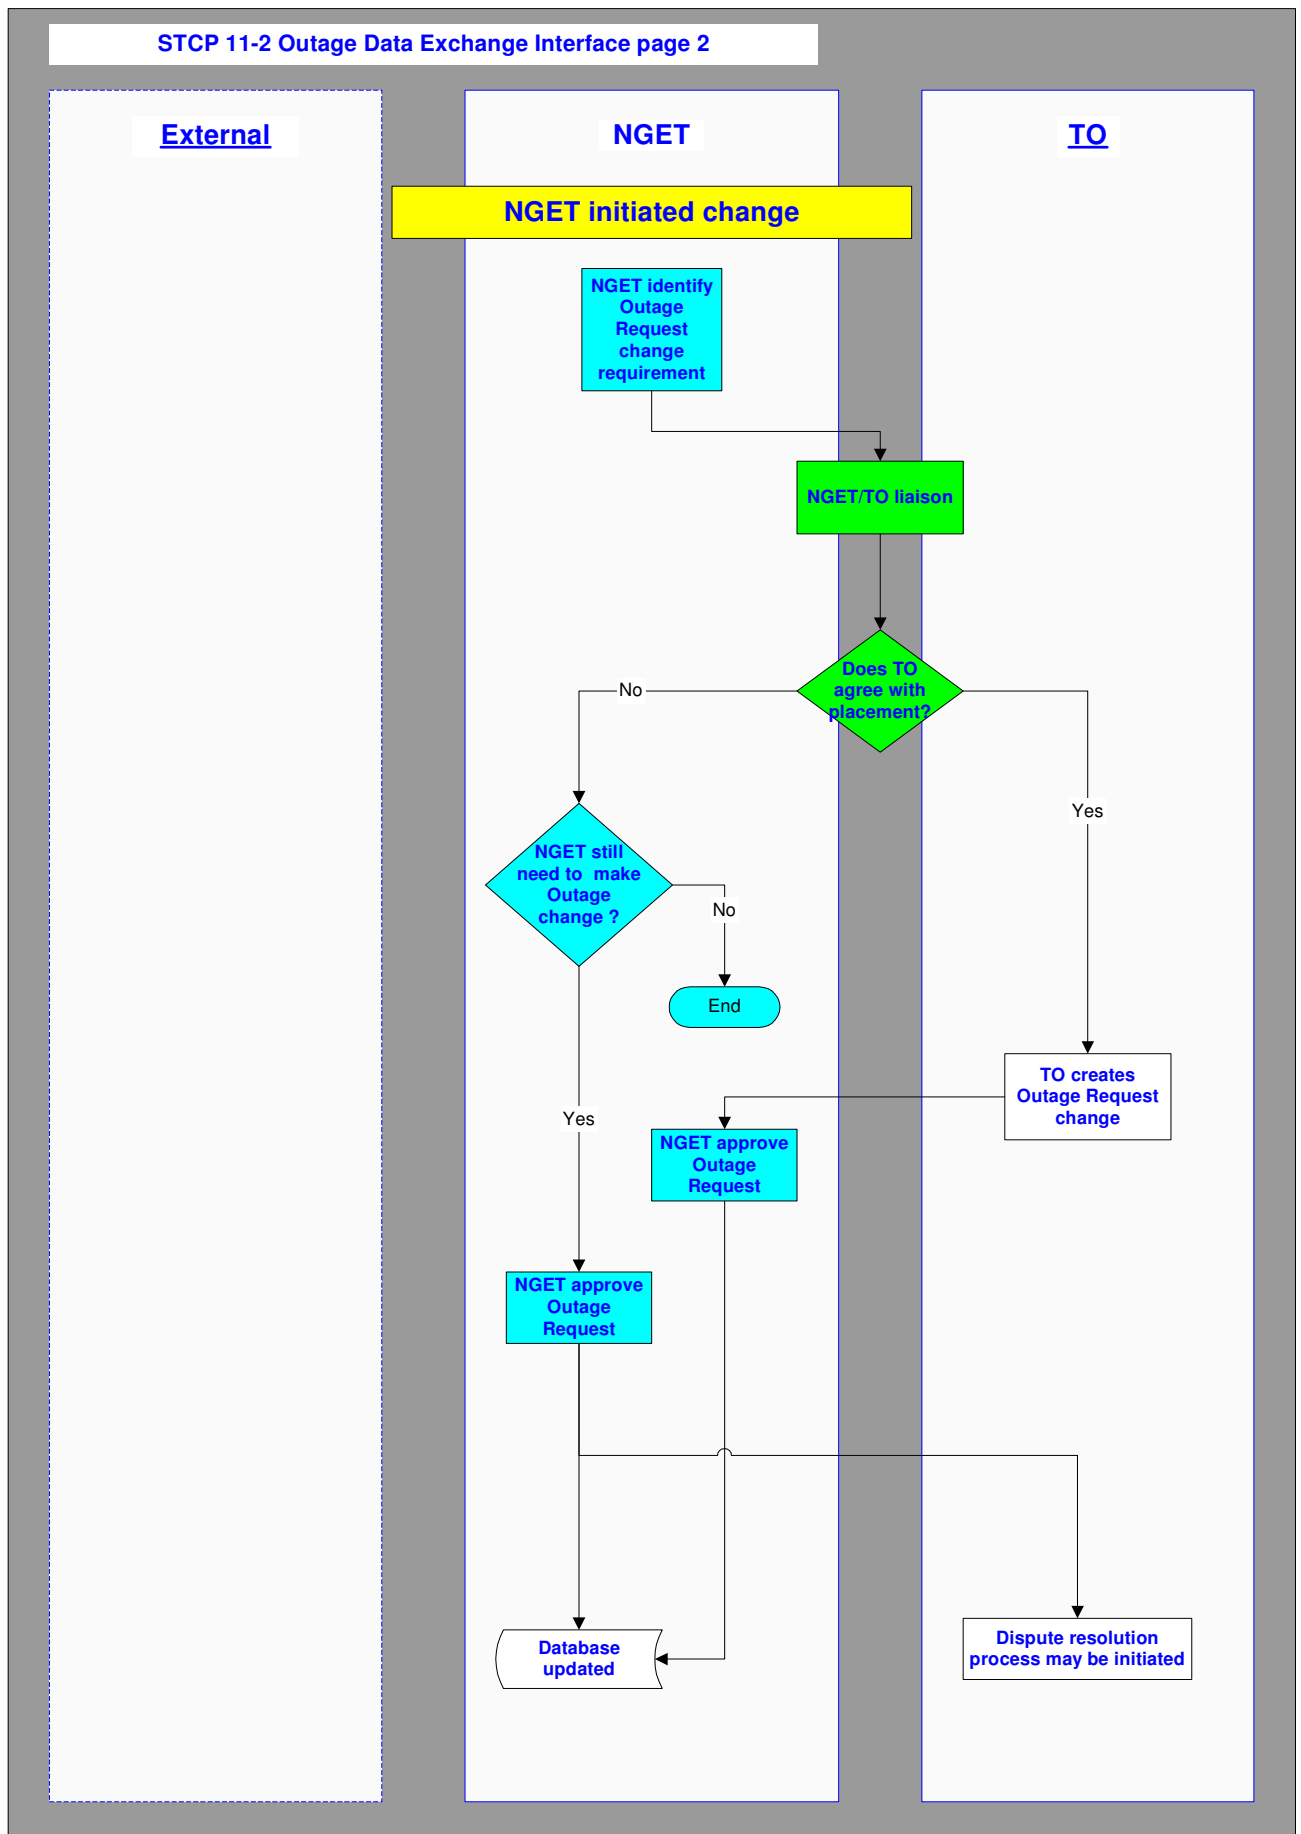 STCP 11-2 Outage Data Exchange Interface page 2
External
NGET
TO
NGET initiated change
NGET identify
Outage
Request
change
requirement
NGET/TO liaison
Does TO
agree with
placement?
No
Yes
NGET still
need to  make
Outage
change ?
No
End
TO creates
Outage Request
change
Yes
NGET approve
Outage
Request
NGET approve
Outage
Request
Database
updated
Dispute resolution
process may be initiated